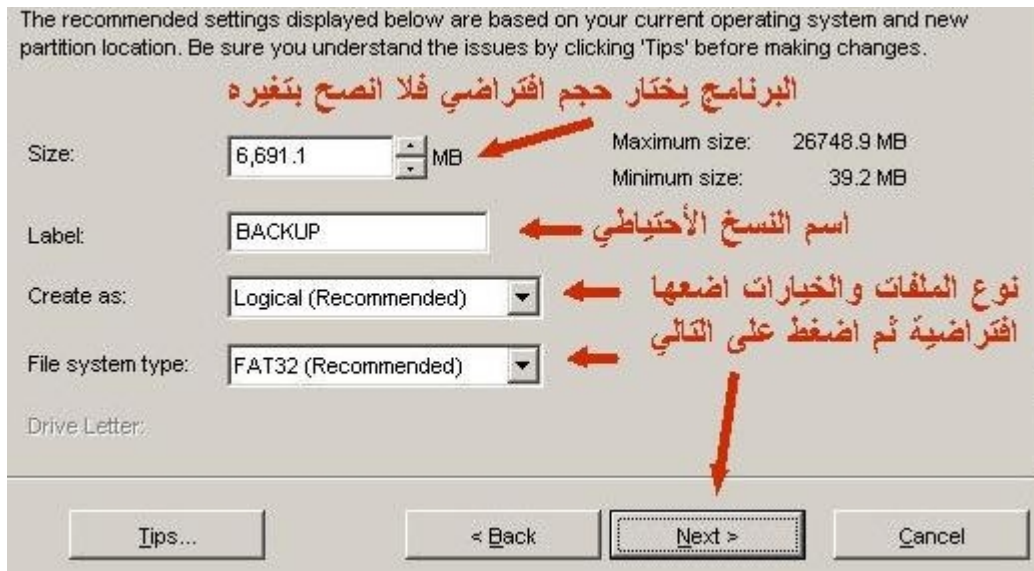 The recommended settings displayed below are based on your current operating system and new
partition location. Be sure you understand the issues by clicking 'Tips' before making changes.
البرنامج يختار حجم افتراضي فلا انصح بتغيره
Size: 6,691.1 MB Maximum size: 26748.9 MB
Minimum size: 39.2 MB
Label: BACKUP اسم النسخ الأحتياطي
Create as: Logical (Recommended) نوع الملفات والخيارات اضعها
File system type: FAT32 (Recommended) افتراضية ثم اضغط على التالي
Drive Letter:
Tips... < Back Next > Cancel